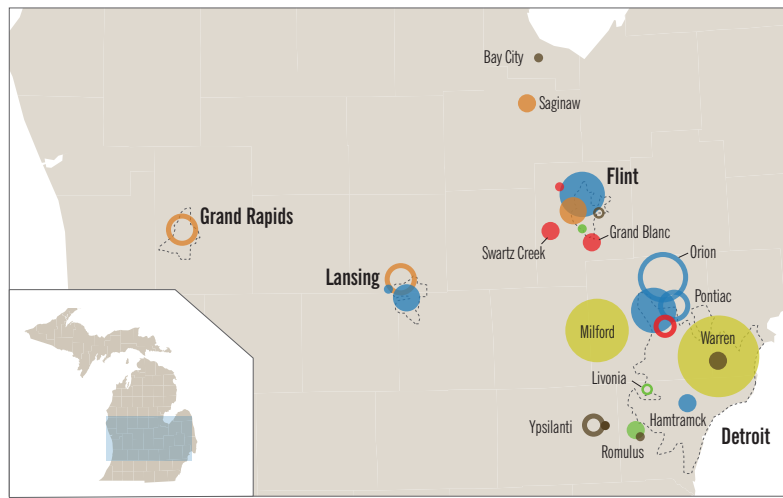 Bay City
Saginaw
Flint
Grand Rapids
Grand Blanc
Swartz Creek
Orion
Lansing
Pontiac
Milford
Warren
Livonia
Hamtramck
Ypsilanti
Detroit
Romulus